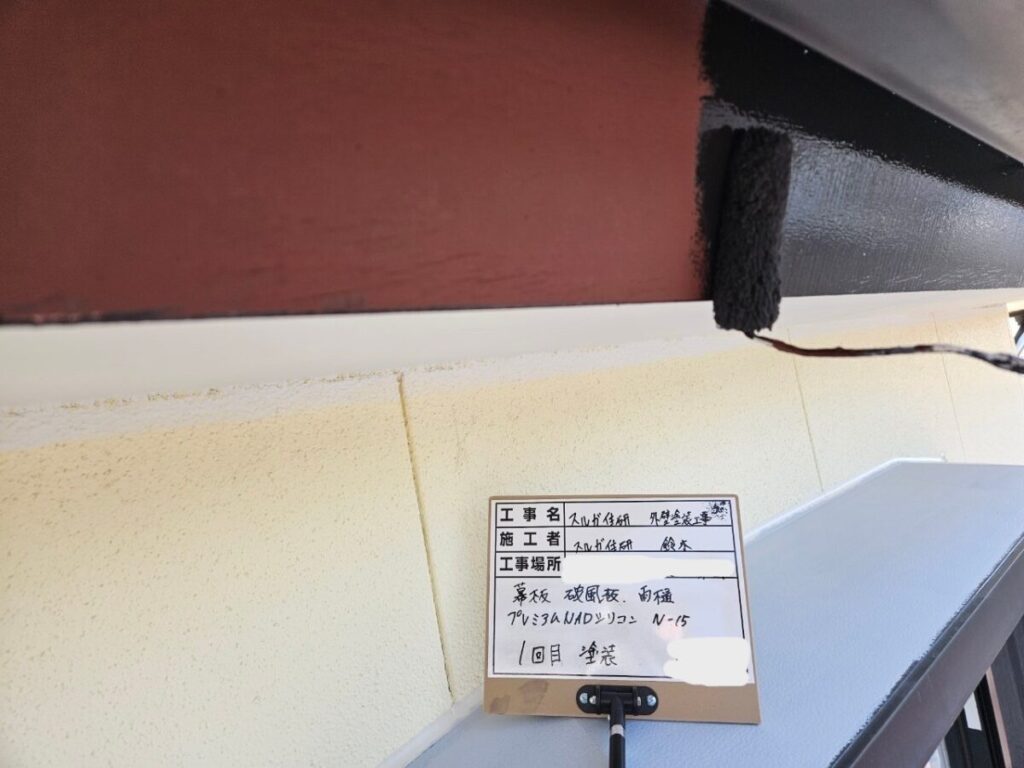 工事名 スルガ住研 外壁塗装工事
施工者 スルガ住研 鈴木
工事場所
幕板 破風板、雨樋
プレミアムNADシリコン N-15
1回目 塗装